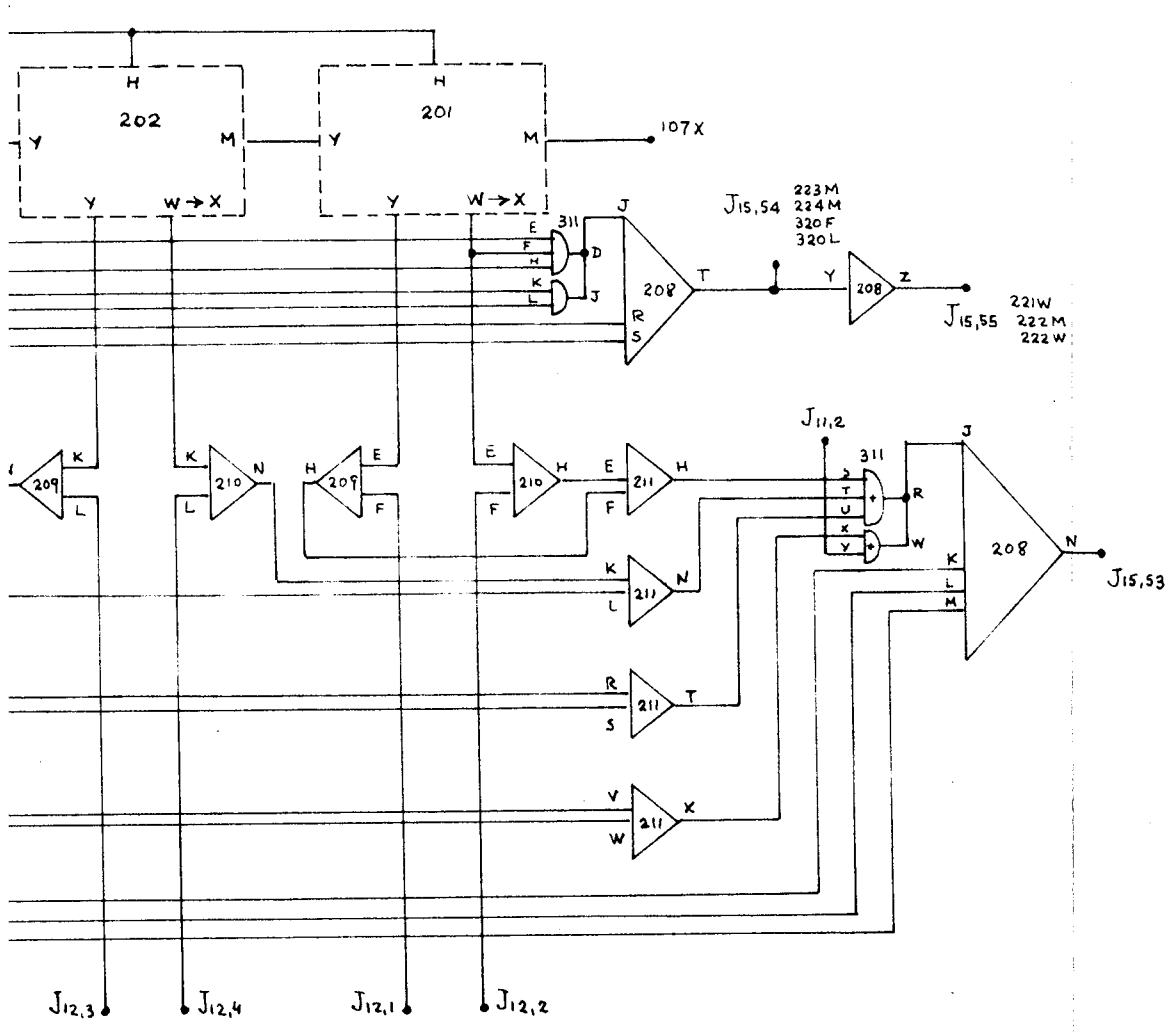 H
H
202
201
Y
M
Y
M
107X
Y
W→X
Y
W→X
J15,54
223M
224M
320F
320L
311
E
F
H
D
K
L
J
J
208
T
R
S
Y
208
Z
J15,55
221W
222M
222W
J11,2
311
J
209
K
L
K
L
210
N
H
209
E
F
E
F
210
H
E
F
211
H
S
T
U
X
Y
R
W
K
L
M
208
N
J15,53
K
L
211
N
R
S
211
T
V
W
211
X
J12,3
J12,4
J12,1
J12,2